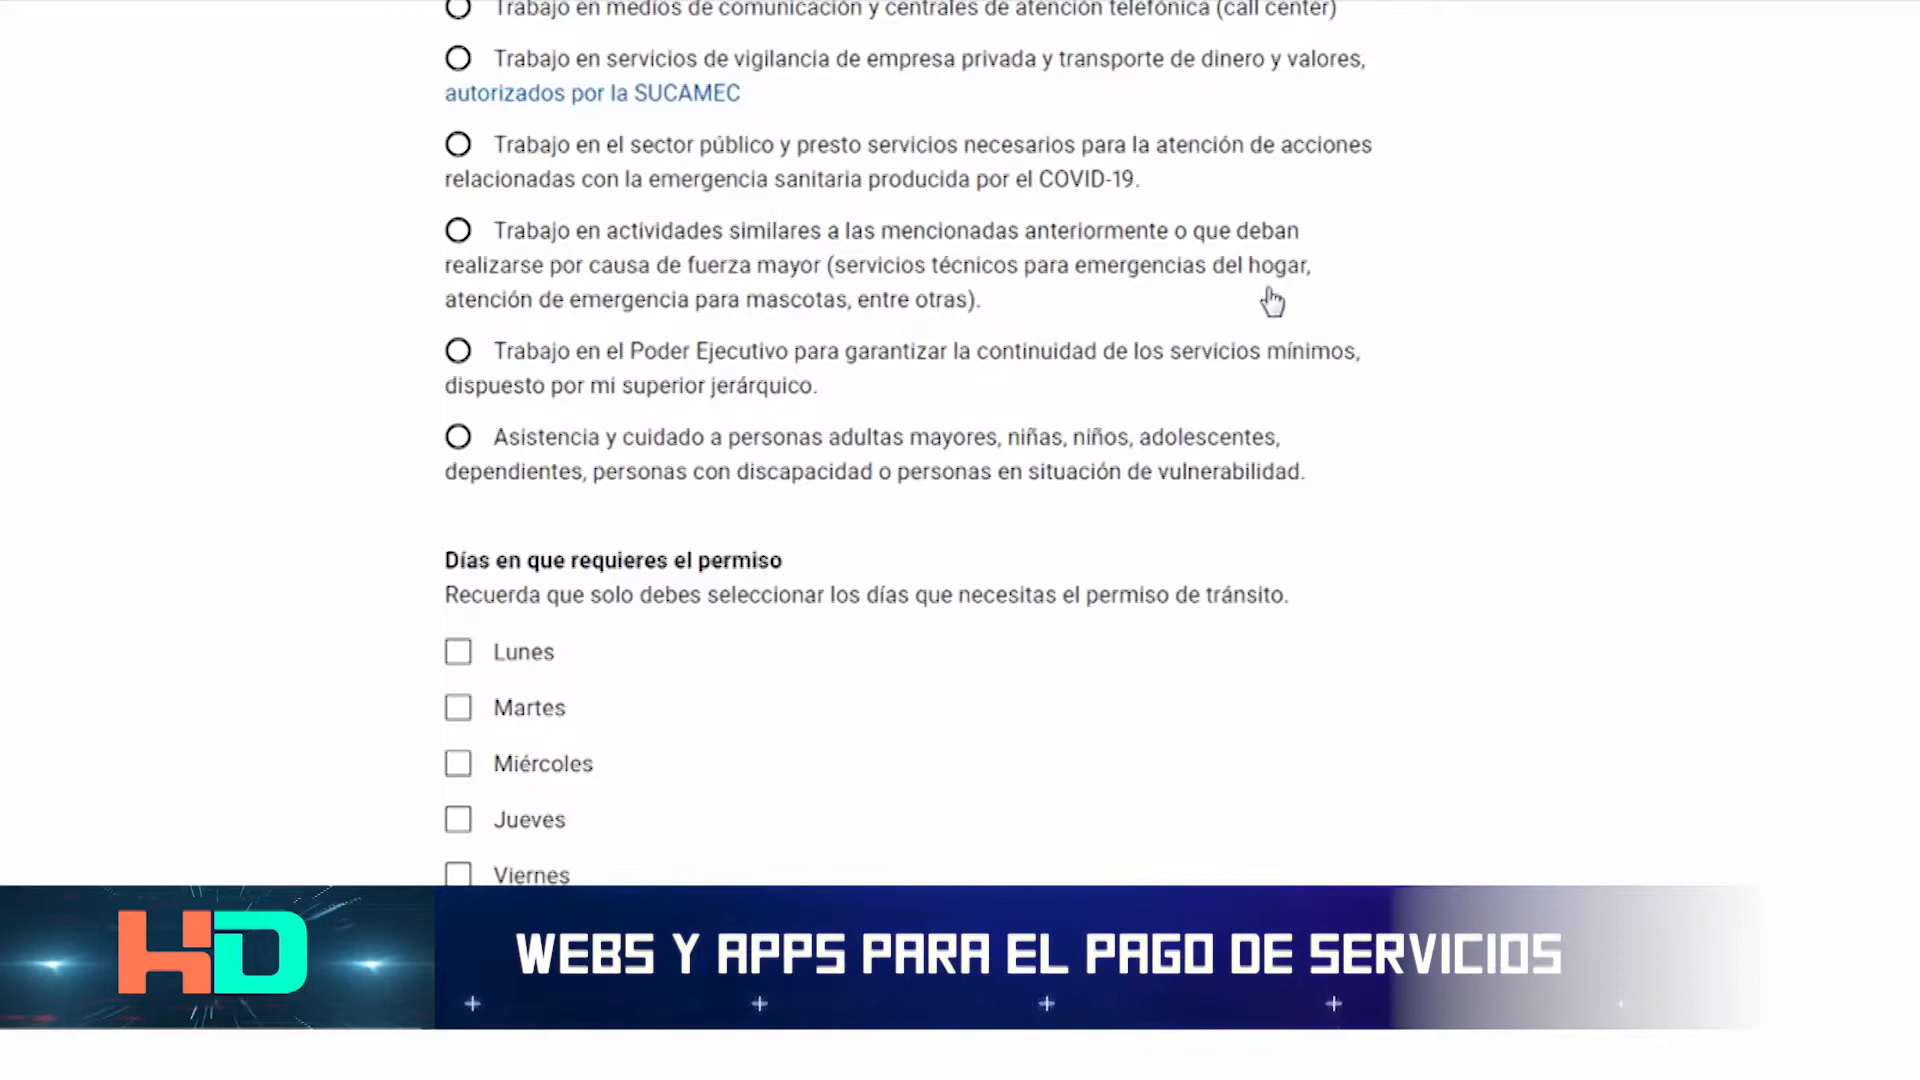 Trabajo en medios de comunicación y centrales de atención telefónica (call center)
Trabajo en servicios de vigilancia de empresa privada y transporte de dinero y valores,
autorizados por la SUCAMEC
Trabajo en el sector público y presto servicios necesarios para la atención de acciones
relacionadas con la emergencia sanitaria producida por el COVID-19.
Trabajo en actividades similares a las mencionadas anteriormente o que deban
realizarse por causa de fuerza mayor (servicios técnicos para emergencias del hogar,
atención de emergencia para mascotas, entre otras).
Trabajo en el Poder Ejecutivo para garantizar la continuidad de los servicios mínimos,
dispuesto por mi superior jerárquico.
Asistencia y cuidado a personas adultas mayores, niñas, niños, adolescentes,
dependientes, personas con discapacidad o personas en situación de vulnerabilidad.
Días en que requieres el permiso
Recuerda que solo debes seleccionar los días que necesitas el permiso de tránsito.
Lunes
Martes
Miércoles
Jueves
Viernes
HD
WEBS Y APPS PARA EL PAGO DE SERVICIOS